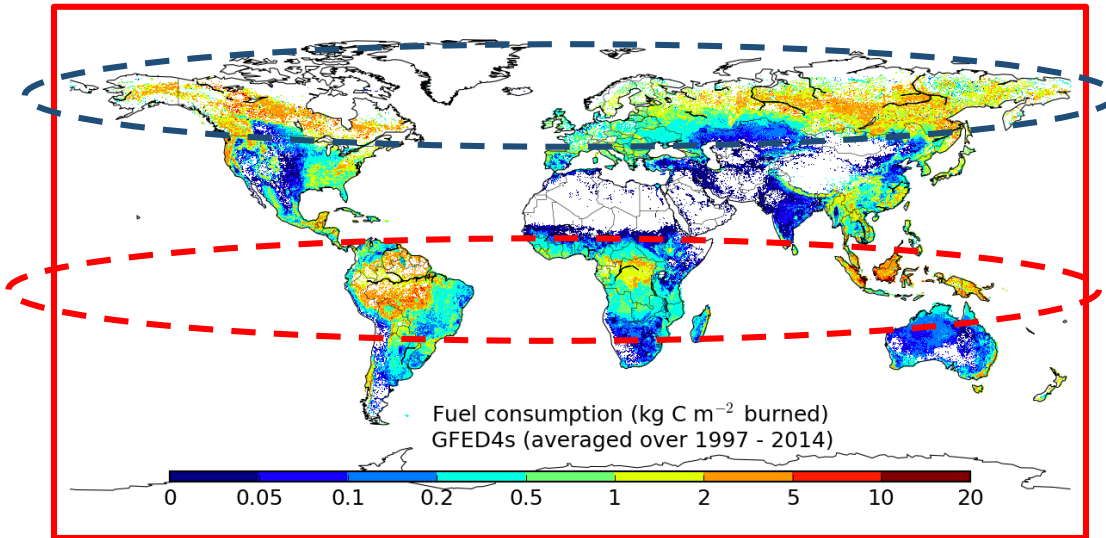 Fuel consumption (kg C m⁻² burned)
GFED4s (averaged over 1997 - 2014)
0 0.05 0.1 0.2 0.5 1 2 5 10 20